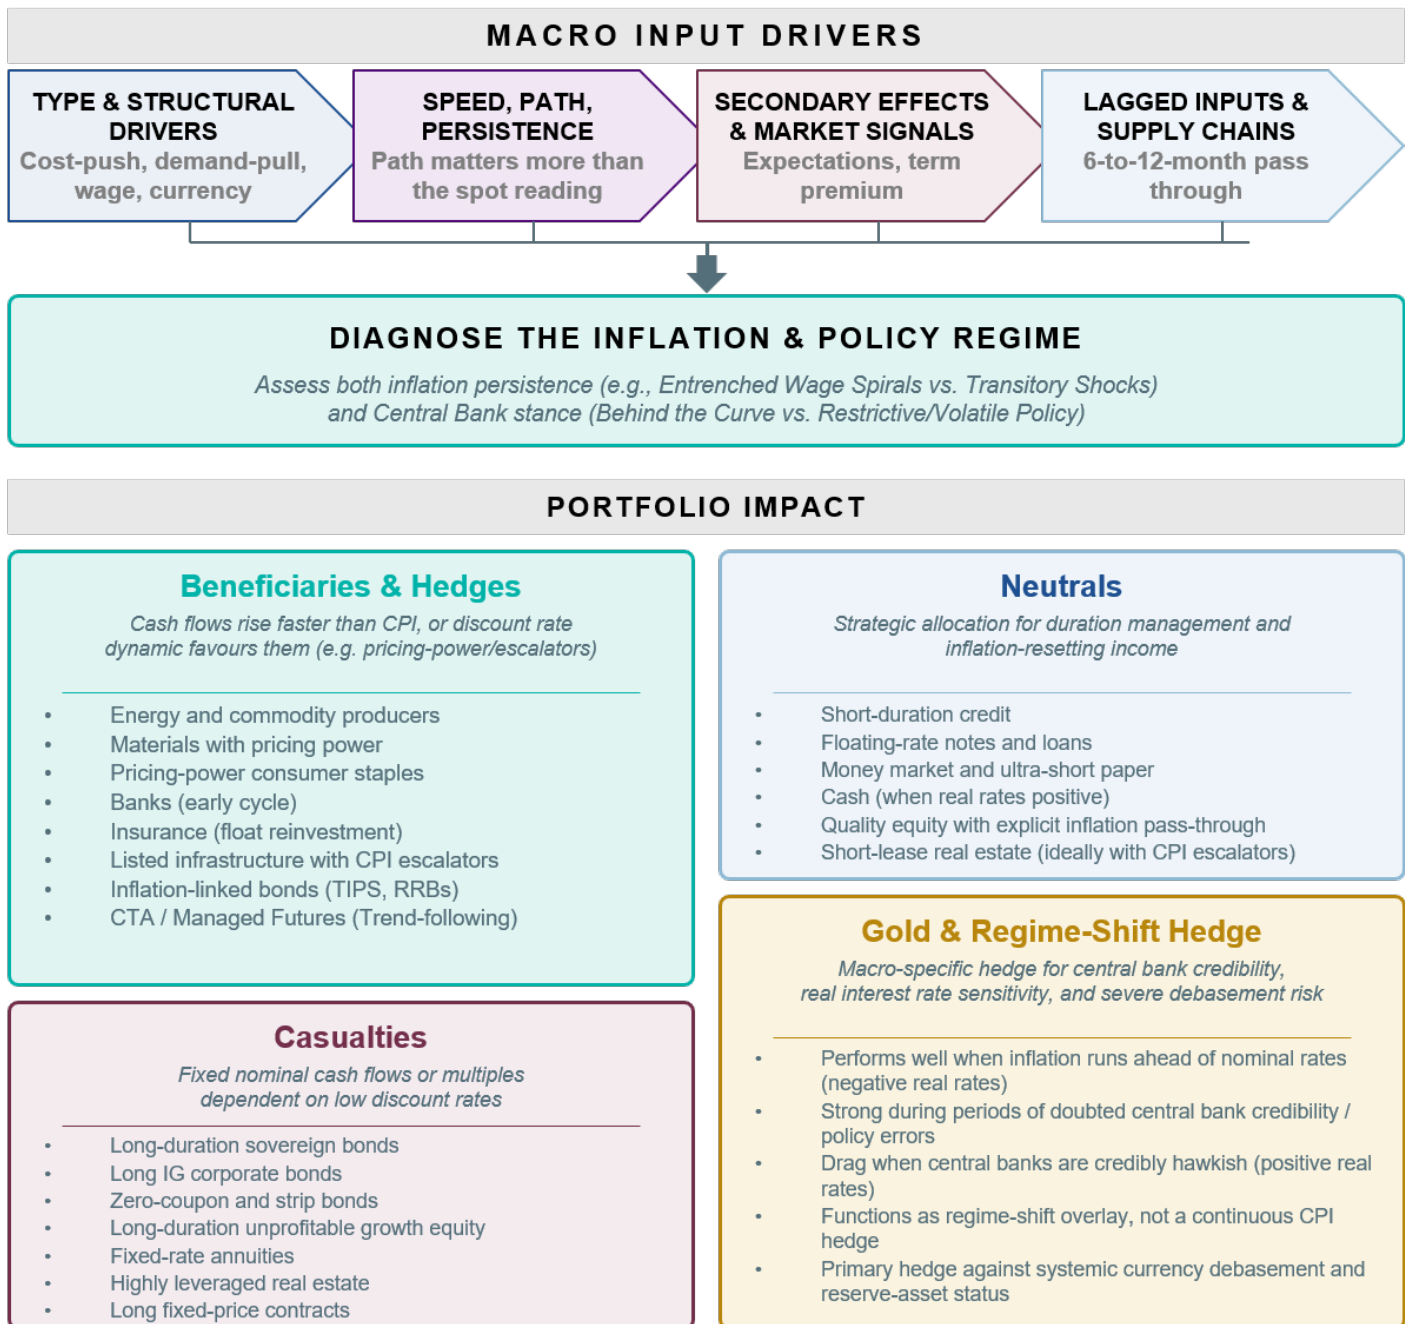 MACRO INPUT DRIVERS
TYPE & STRUCTURAL
DRIVERS
Cost-push, demand-pull,
wage, currency
SPEED, PATH,
PERSISTENCE
Path matters more than
the spot reading
SECONDARY EFFECTS
& MARKET SIGNALS
Expectations, term
premium
LAGGED INPUTS &
SUPPLY CHAINS
6-to-12-month pass
through
DIAGNOSE THE INFLATION & POLICY REGIME
Assess both inflation persistence (e.g., Entrenched Wage Spirals vs. Transitory Shocks)
and Central Bank stance (Behind the Curve vs. Restrictive/Volatile Policy)
PORTFOLIO IMPACT
Beneficiaries & Hedges
Cash flows rise faster than CPI, or discount rate
dynamic favours them (e.g. pricing-power/escalators)
• Energy and commodity producers
• Materials with pricing power
• Pricing-power consumer staples
• Banks (early cycle)
• Insurance (float reinvestment)
• Listed infrastructure with CPI escalators
• Inflation-linked bonds (TIPS, RRBs)
• CTA / Managed Futures (Trend-following)
Casualties
Fixed nominal cash flows or multiples
dependent on low discount rates
• Long-duration sovereign bonds
• Long IG corporate bonds
• Zero-coupon and strip bonds
• Long-duration unprofitable growth equity
• Fixed-rate annuities
• Highly leveraged real estate
• Long fixed-price contracts
Neutrals
Strategic allocation for duration management and
inflation-resetting income
• Short-duration credit
• Floating-rate notes and loans
• Money market and ultra-short paper
• Cash (when real rates positive)
• Quality equity with explicit inflation pass-through
• Short-lease real estate (ideally with CPI escalators)
Gold & Regime-Shift Hedge
Macro-specific hedge for central bank credibility,
real interest rate sensitivity, and severe debasement risk
• Performs well when inflation runs ahead of nominal rates
(negative real rates)
• Strong during periods of doubted central bank credibility /
policy errors
• Drag when central banks are credibly hawkish (positive real
rates)
• Functions as regime-shift overlay, not a continuous CPI
hedge
• Primary hedge against systemic currency debasement and
reserve-asset status